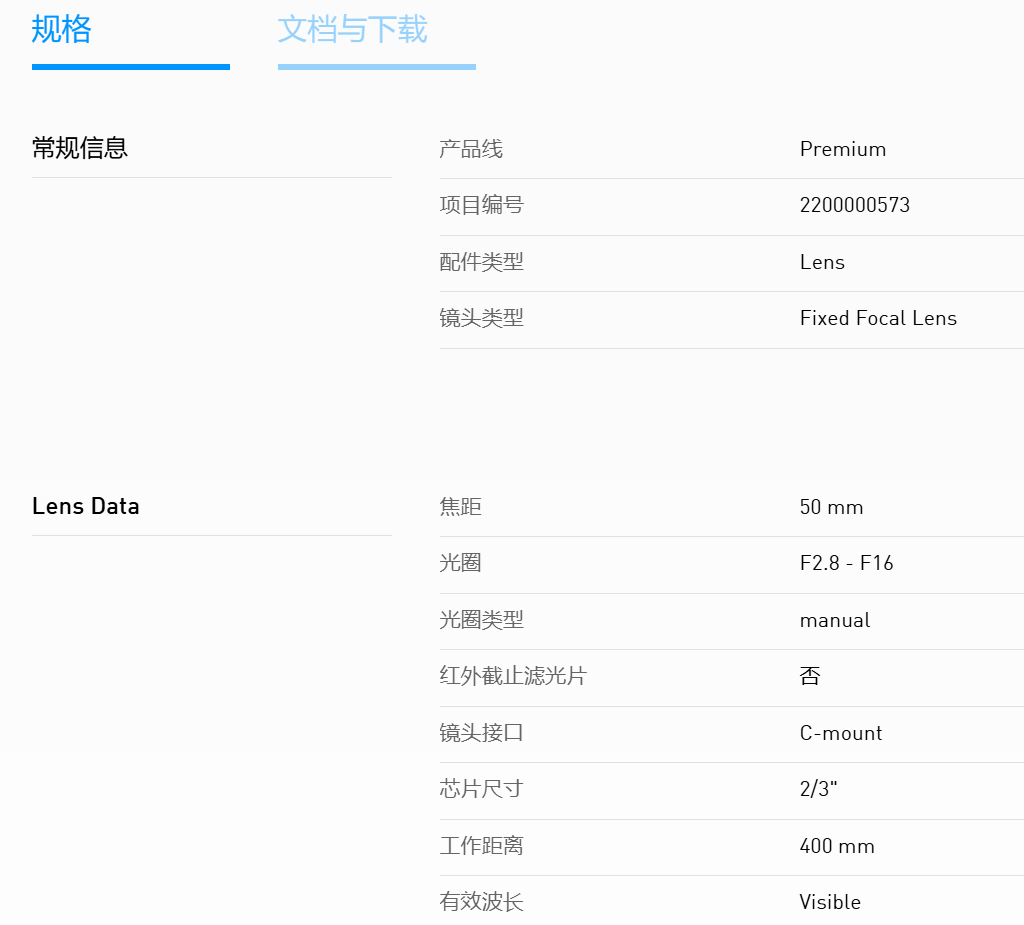 规格 文档与下载
常规信息 产品线 Premium
项目编号 2200000573
配件类型 Lens
镜头类型 Fixed Focal Lens
Lens Data 焦距 50 mm
光圈 F2.8 - F16
光圈类型 manual
红外截止滤光片 否
镜头接口 C-mount
芯片尺寸 2/3"
工作距离 400 mm
有效波长 Visible